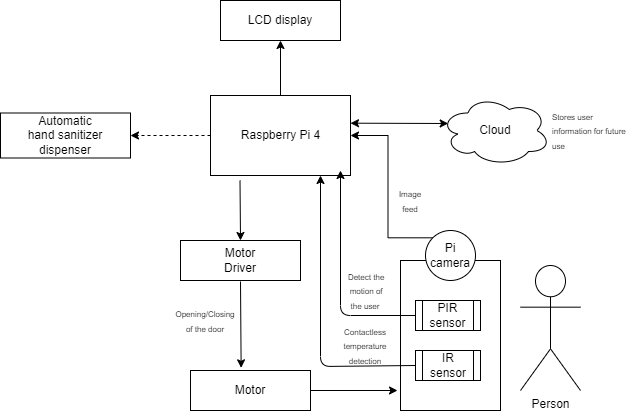 LCD display
Automatic
hand sanitizer
dispenser
Raspberry Pi 4
Cloud
Stores user
information for future
use
Image
feed
Pi
camera
Motor
Driver
Detect the
motion of
the user
PIR
sensor
Opening/Closing
of the door
Contactless
temperature
detection
IR
sensor
Motor
Person